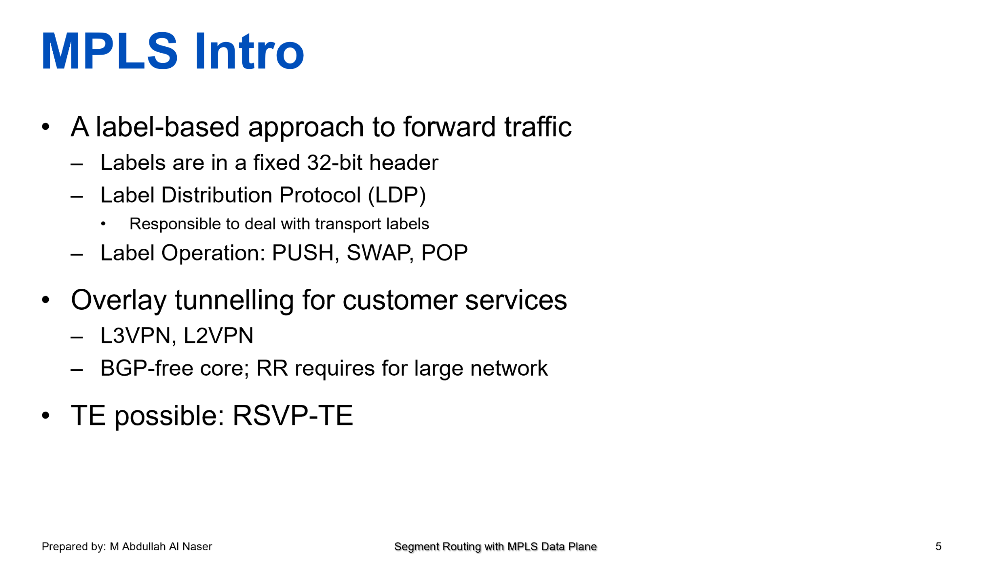 MPLS Intro
• A label-based approach to forward traffic
– Labels are in a fixed 32-bit header
– Label Distribution Protocol (LDP)
• Responsible to deal with transport labels
– Label Operation: PUSH, SWAP, POP
• Overlay tunnelling for customer services
– L3VPN, L2VPN
– BGP-free core; RR requires for large network
• TE possible: RSVP-TE
Prepared by: M Abdullah Al Naser
Segment Routing with MPLS Data Plane
5